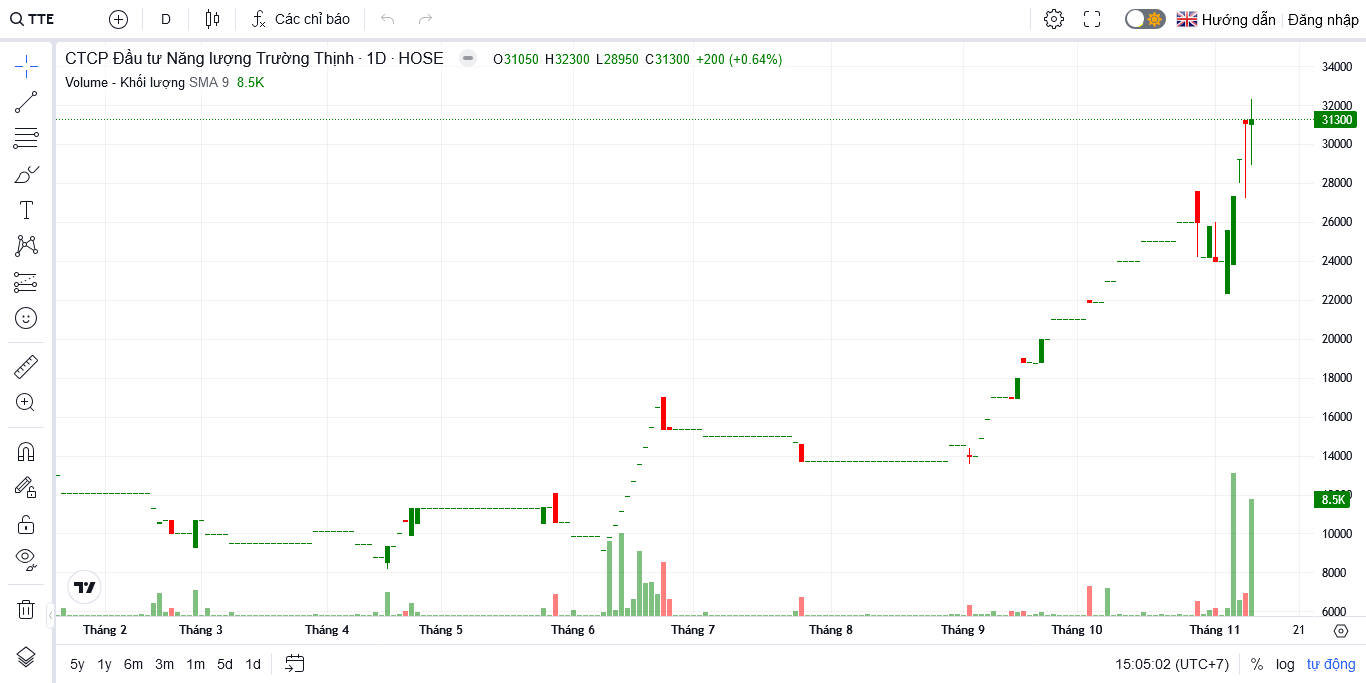 TTE D Các chỉ báo Hướng dẫn Đăng nhập
CTCP Đầu tư Năng lượng Trường Thịnh · 1D · HOSE O31050 H32300 L28950 C31300 +200 (+0.64%)
Volume - Khối lượng SMA 9 8.5K
34000
32000
31300
30000
28000
26000
24000
22000
20000
18000
16000
14000
8.5K
10000
8000
6000
Tháng 2 Tháng 3 Tháng 4 Tháng 5 Tháng 6 Tháng 7 Tháng 8 Tháng 9 Tháng 10 Tháng 11 21
5y 1y 6m 3m 1m 5d 1d 15:05:02 (UTC+7) % log tự động